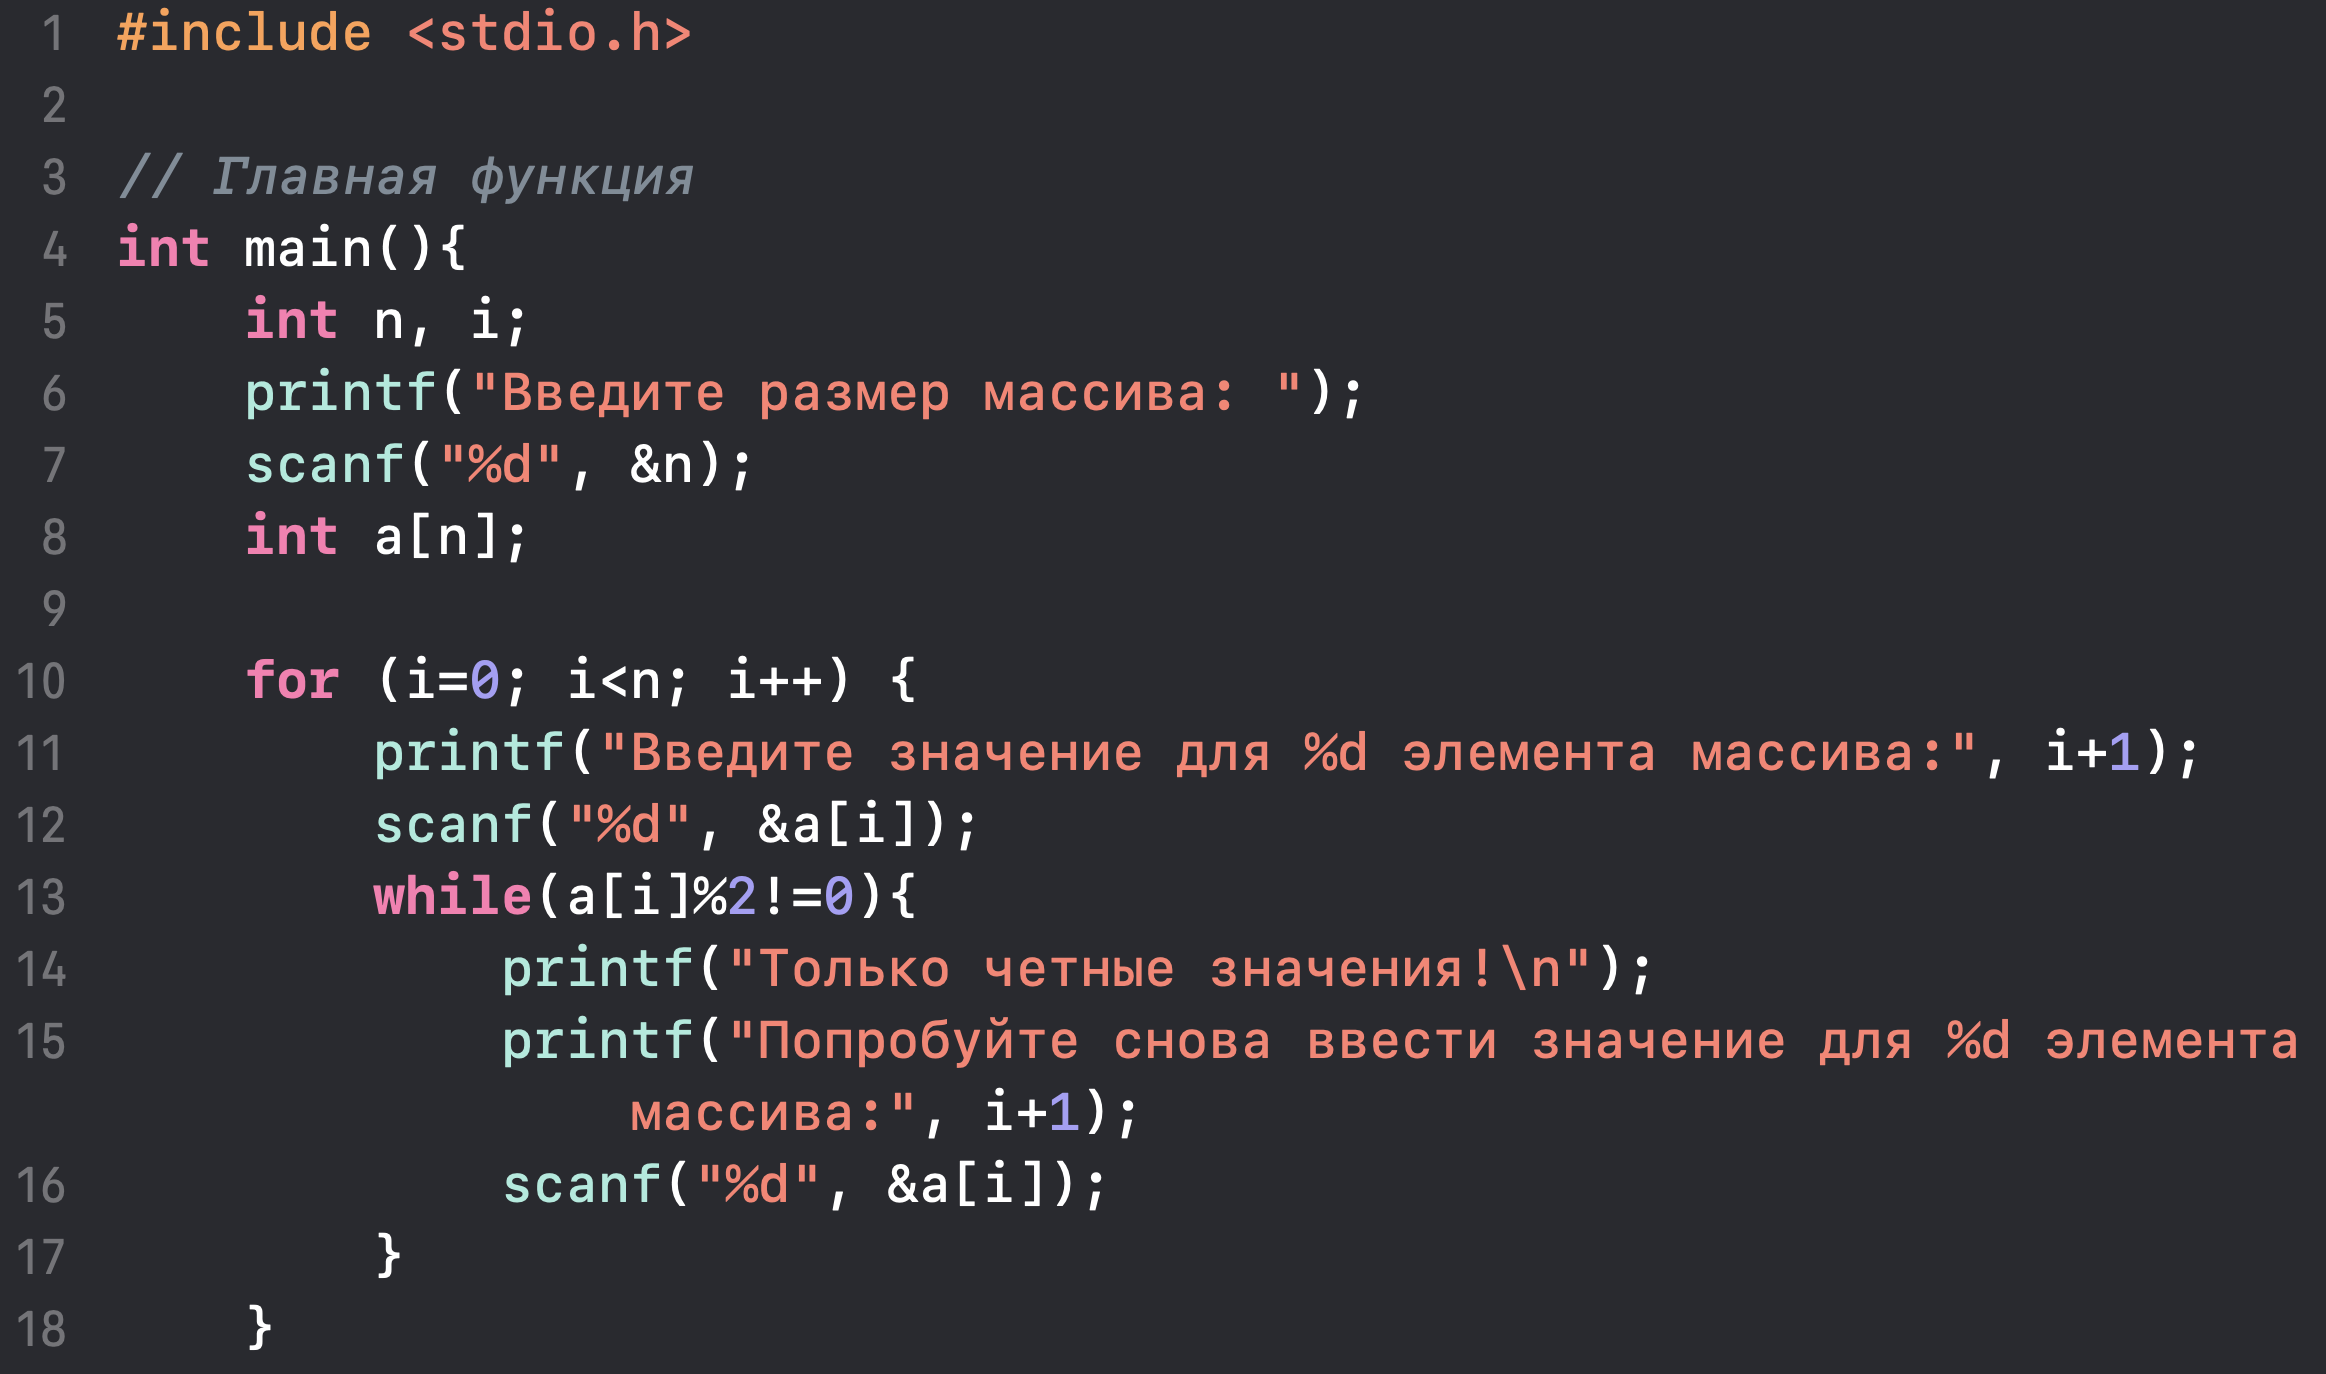 1 #include <stdio.h>
2
3 // Главная функция
4 int main(){
5     int n, i;
6     printf("Введите размер массива: ");
7     scanf("%d", &n);
8     int a[n];
9
10     for (i=0; i<n; i++) {
11         printf("Введите значение для %d элемента массива:", i+1);
12         scanf("%d", &a[i]);
13         while(a[i]%2!=0){
14             printf("Только четные значения!\n");
15             printf("Попробуйте снова ввести значение для %d элемента
                массива:", i+1);
16             scanf("%d", &a[i]);
17         }
18     }